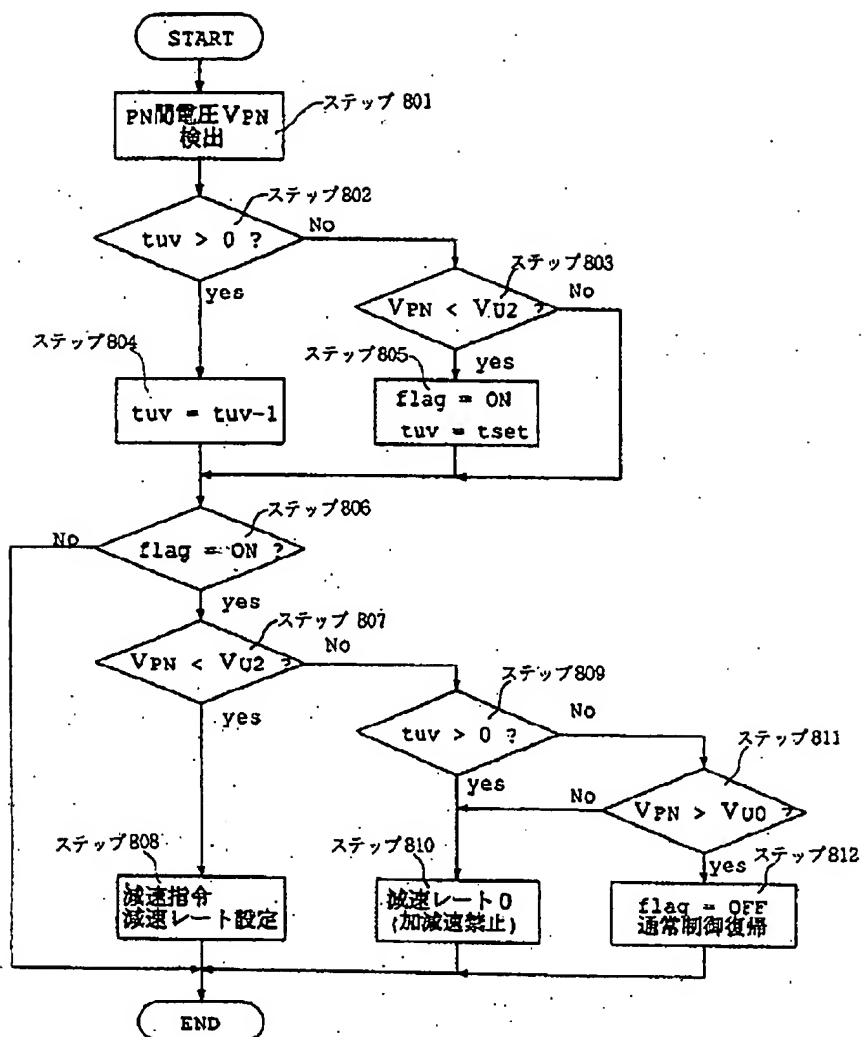 START
PN間電圧VPN
検出
ステップ 801
ステップ802
tuv > 0 ?
No
yes
ステップ803
VPN < VU2 ?
No
yes
ステップ804
tuv = tuv-1
ステップ805
flag = ON
tuv = tset
ステップ806
flag = ON ?
No
yes
ステップ 807
VPN < VU2 ?
No
yes
ステップ809
tuv > 0 ?
No
yes
ステップ811
VPN > VU0 ?
No
yes
ステップ808
減速指令
減速レート設定
ステップ810
減速レート0
(加減速禁止)
ステップ812
flag = OFF
通常制御復帰
END